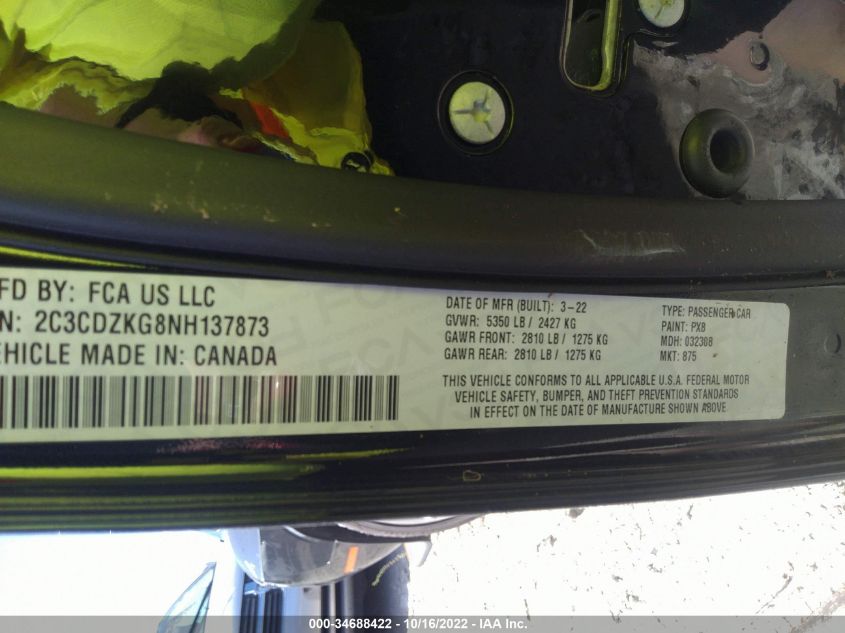 FD BY: FCA US LLC
N: 2C3CDZKG8NH137873
EHICLE MADE IN: CANADA
DATE OF MFR (BUILT): 3-22
GVWR: 5350 LB / 2427 KG
GAWR FRONT: 2810 LB / 1275 KG
GAWR REAR: 2810 LB / 1275 KG
TYPE: PASSENGER CAR
PAINT: PX8
MDH: 032308
MKT: 875
THIS VEHICLE CONFORMS TO ALL APPLICABLE U.S.A. FEDERAL MOTOR
VEHICLE SAFETY, BUMPER, AND THEFT PREVENTION STANDARDS
IN EFFECT ON THE DATE OF MANUFACTURE SHOWN ABOVE
000-34688422 - 10/16/2022 - IAA Inc.